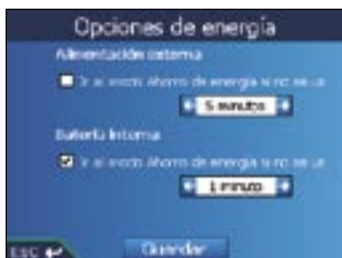 Opciones de energía
Alimentación externa
Ir al modo Ahorro de energía si no se us
5 minutos
Batería Interna
Ir al modo Ahorro de energía si no se us
1 minuto
ESC
Guardar